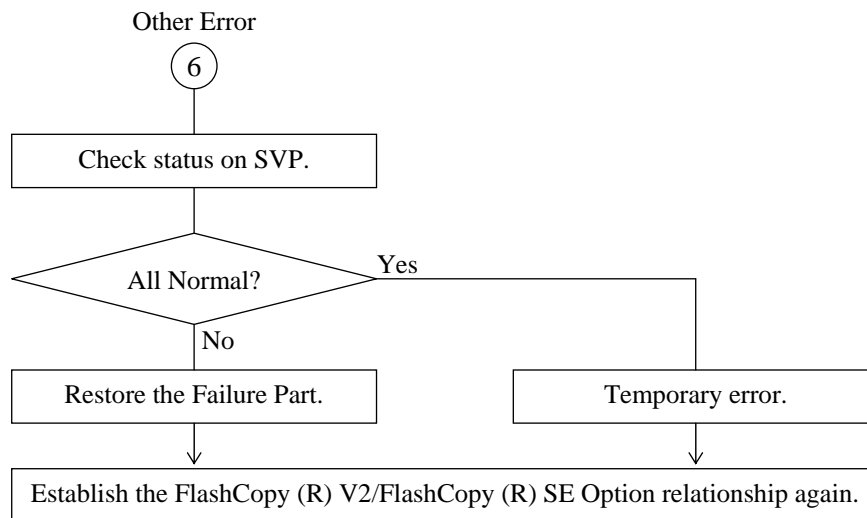 Other Error
6
Check status on SVP.
All Normal?
Yes
No
Restore the Failure Part.
Temporary error.
Establish the FlashCopy (R) V2/FlashCopy (R) SE Option relationship again.